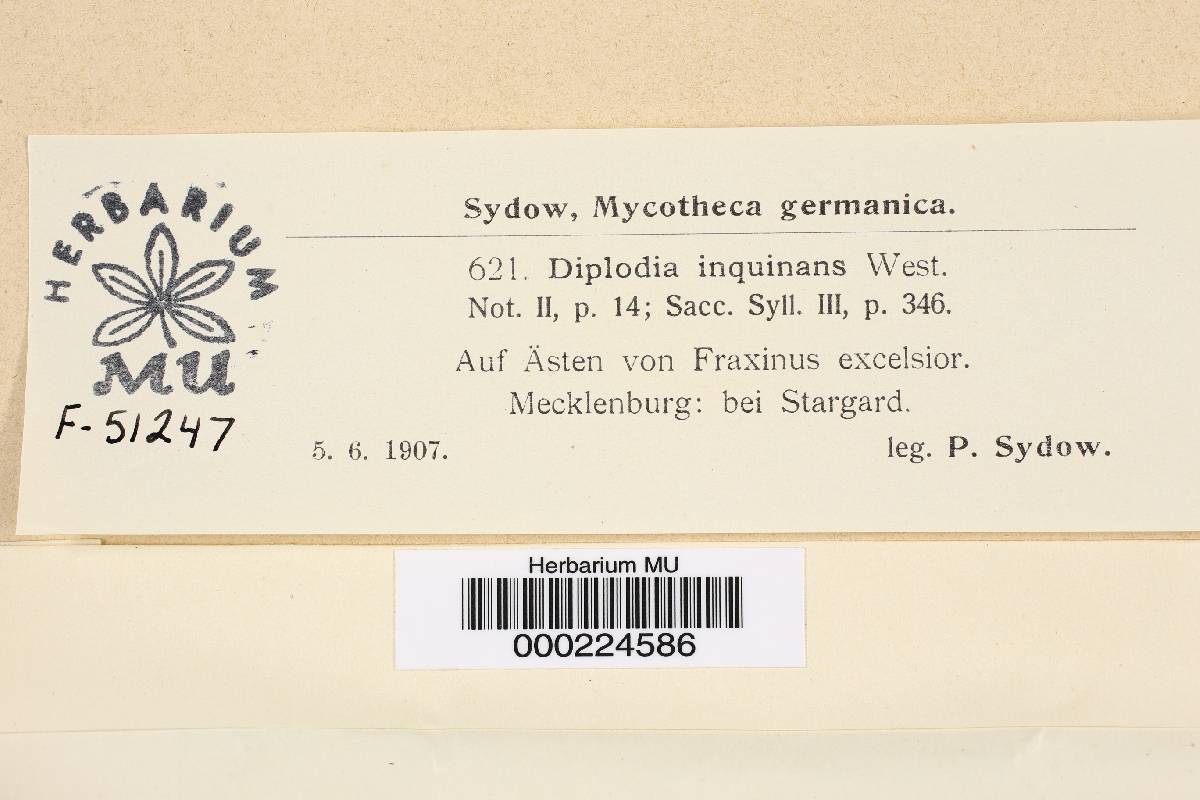 HERBARIUM
MU
F-51247
Sydow, Mycotheca germanica.
621. Diplodia inquinans West.
Not. II, p. 14; Sacc. Syll. III, p. 346.
Auf Ästen von Fraxinus excelsior.
Mecklenburg: bei Stargard.
5. 6. 1907. leg. P. Sydow.
Herbarium MU
000224586